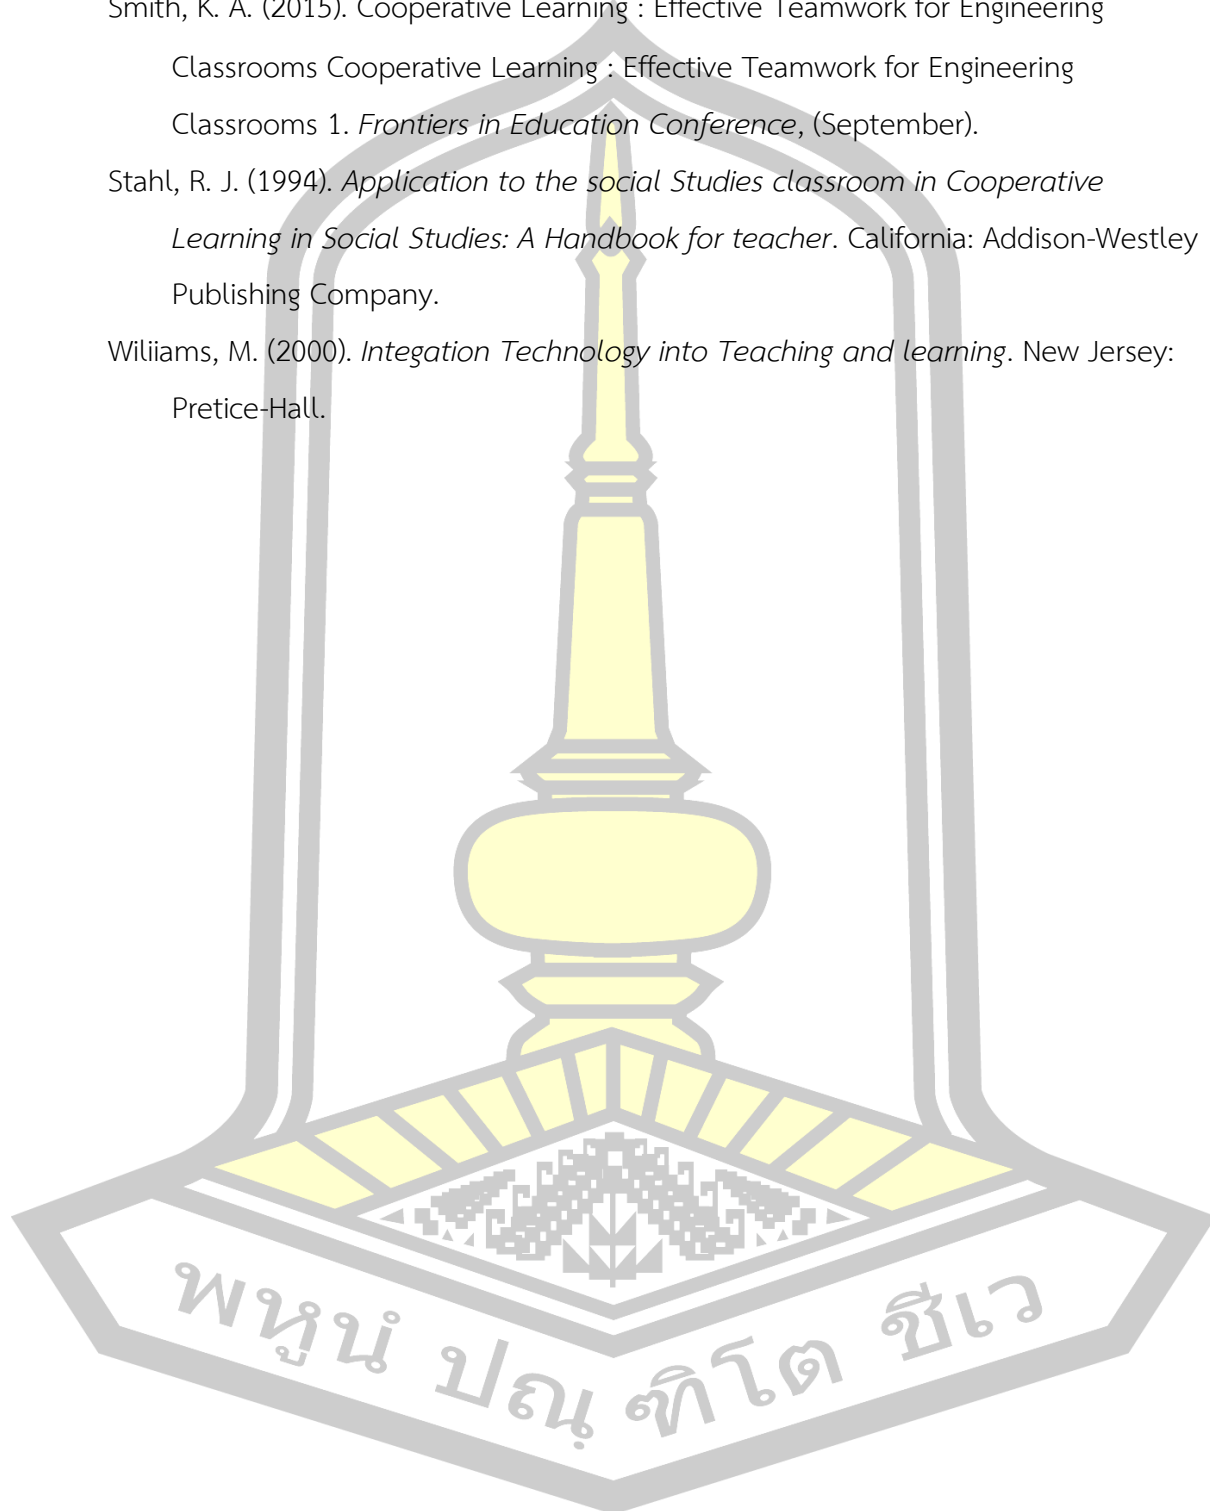 Smith, K. A. (2015). Cooperative Learning : Effective Teamwork for Engineering
Classrooms Cooperative Learning : Effective Teamwork for Engineering
Classrooms 1. Frontiers in Education Conference, (September).
Stahl, R. J. (1994). Application to the social Studies classroom in Cooperative
Learning in Social Studies: A Handbook for teacher. California: Addison-Westley
Publishing Company.
Wiliiams, M. (2000). Integation Technology into Teaching and learning. New Jersey:
Pretice-Hall.
พหูนํ ปณฺ ฑิโต ชีเว